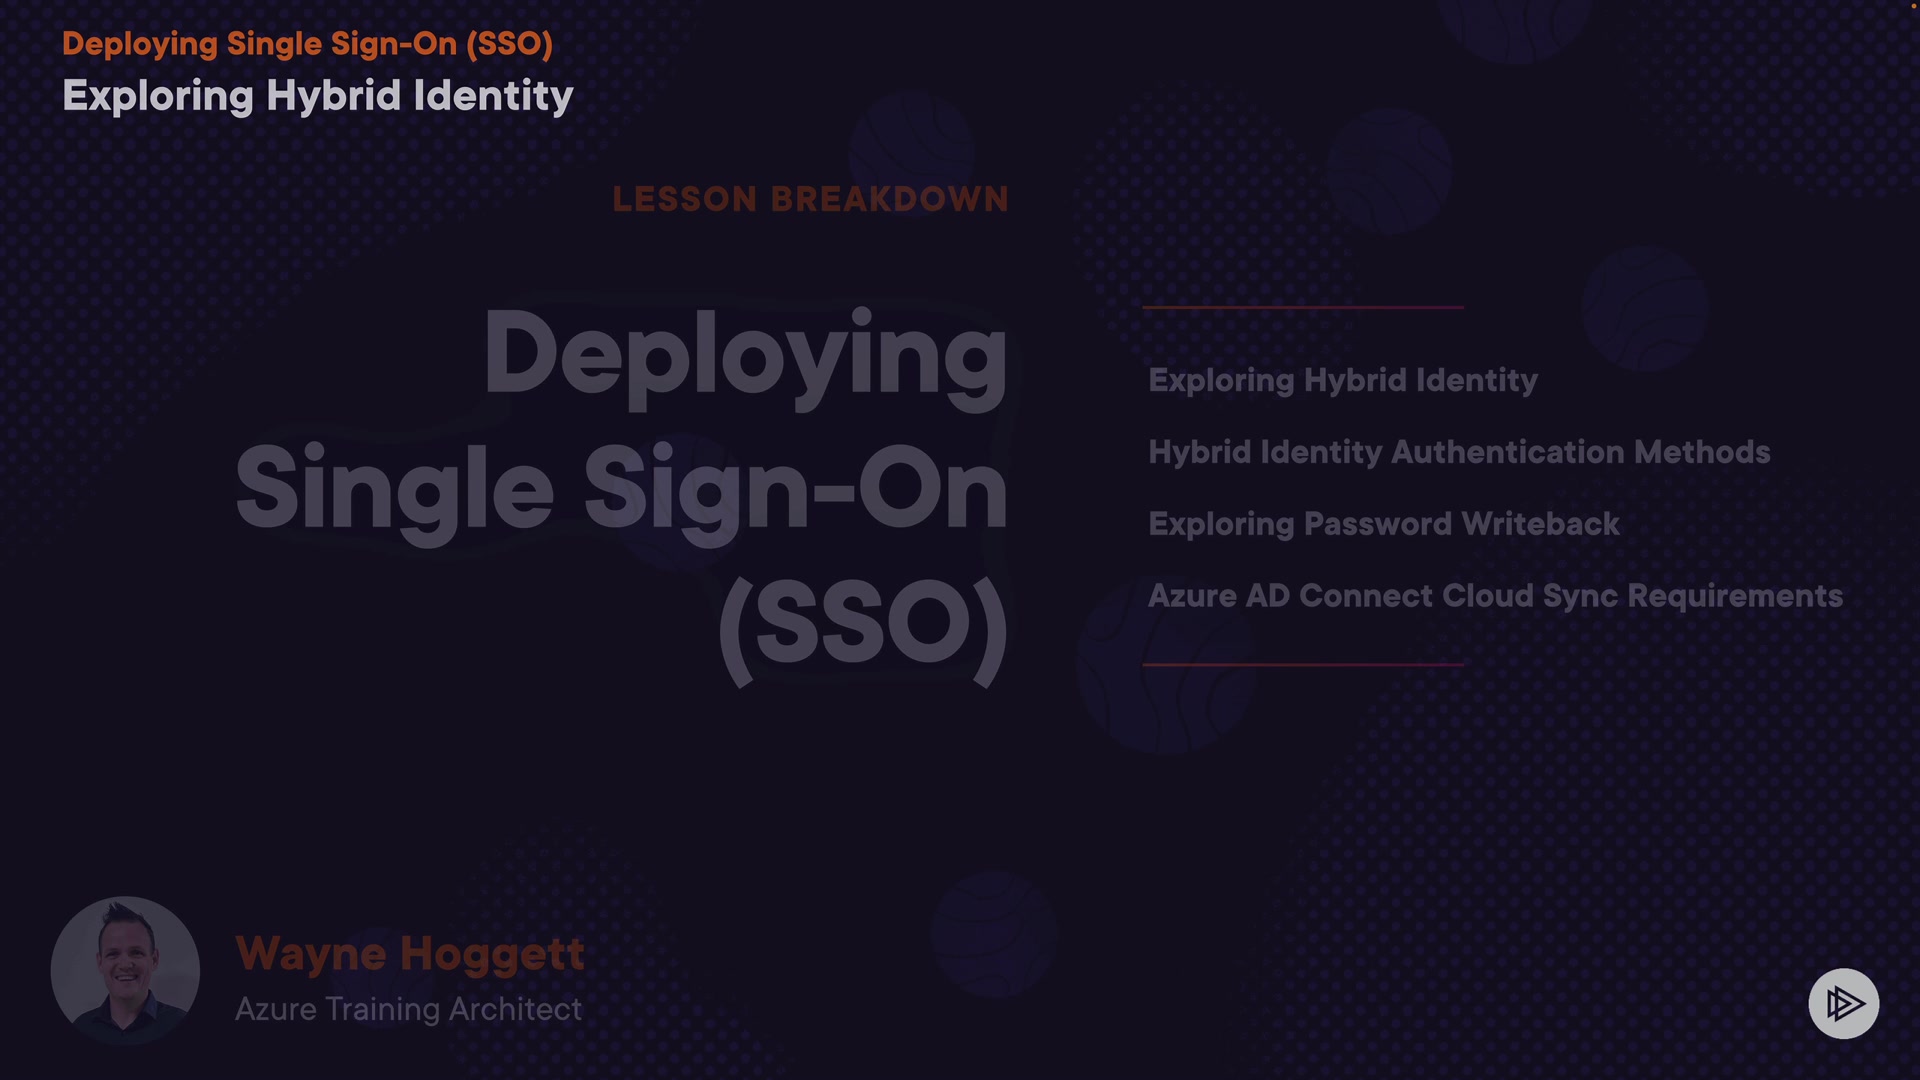 Deploying Single Sign-On (SSO)
Exploring Hybrid Identity
LESSON BREAKDOWN
Deploying
Single Sign-On
(SSO)
Exploring Hybrid Identity
Hybrid Identity Authentication Methods
Exploring Password Writeback
Azure AD Connect Cloud Sync Requirements
Wayne Hoggett
Azure Training Architect